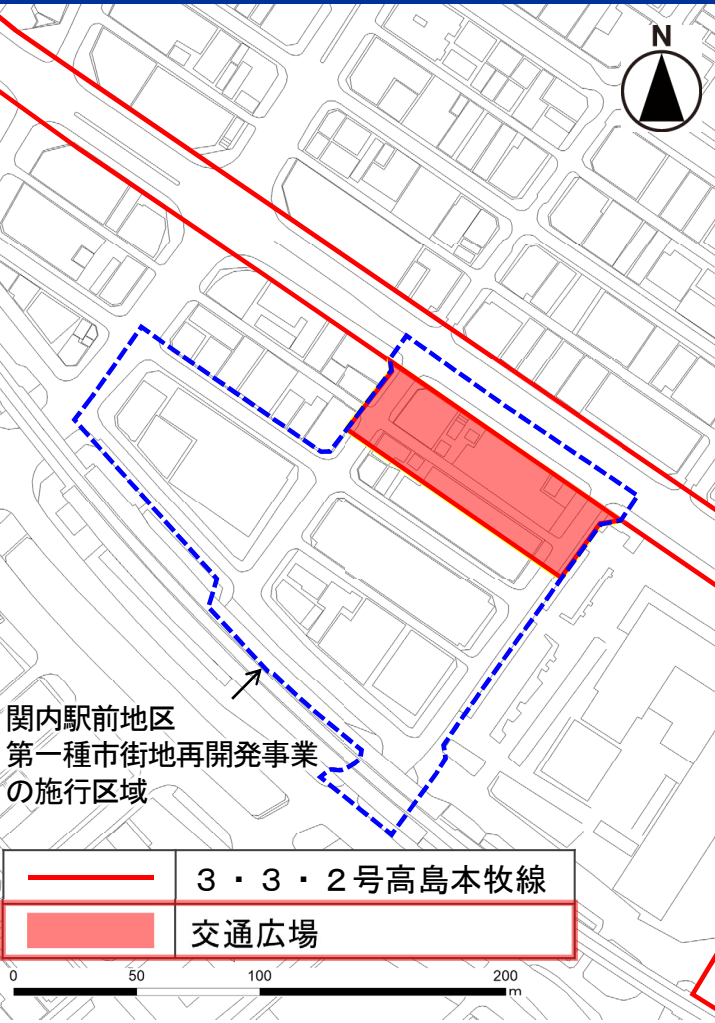 N
関内駅前地区
第一種市街地再開発事業
の施行区域
3・3・2号高島本牧線
交通広場
0 50 100 200
m